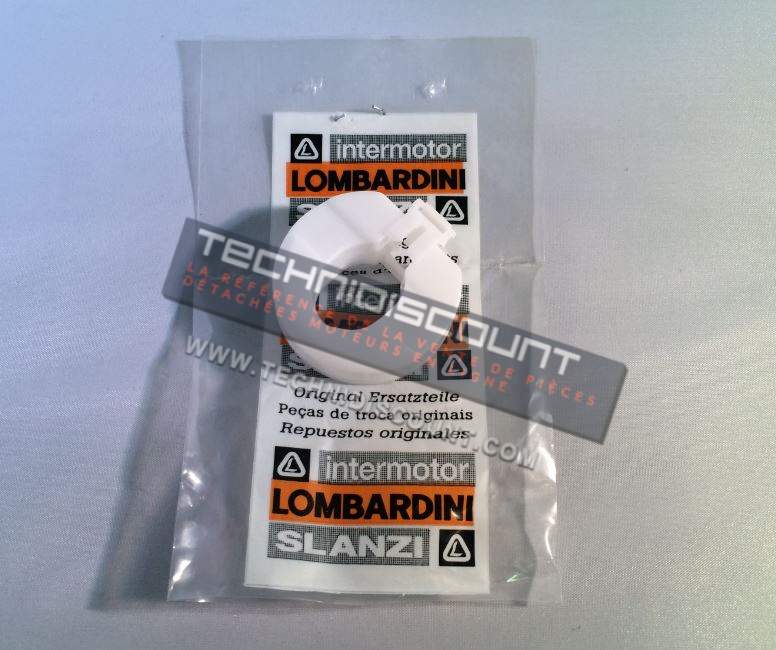 intermotor
LOMBARDINI
TECHNIDISCOUNT
LA RÉFÉRENCE DE LA VENTE DE PIÈCES
DÉTACHÉES MOTEURS EN LIGNE
WWW.TECHNIDISCOUNT.COM
Original Ersatzteile
Peças de troca originais
Repuestos originales
intermotor
LOMBARDINI
SLANZI